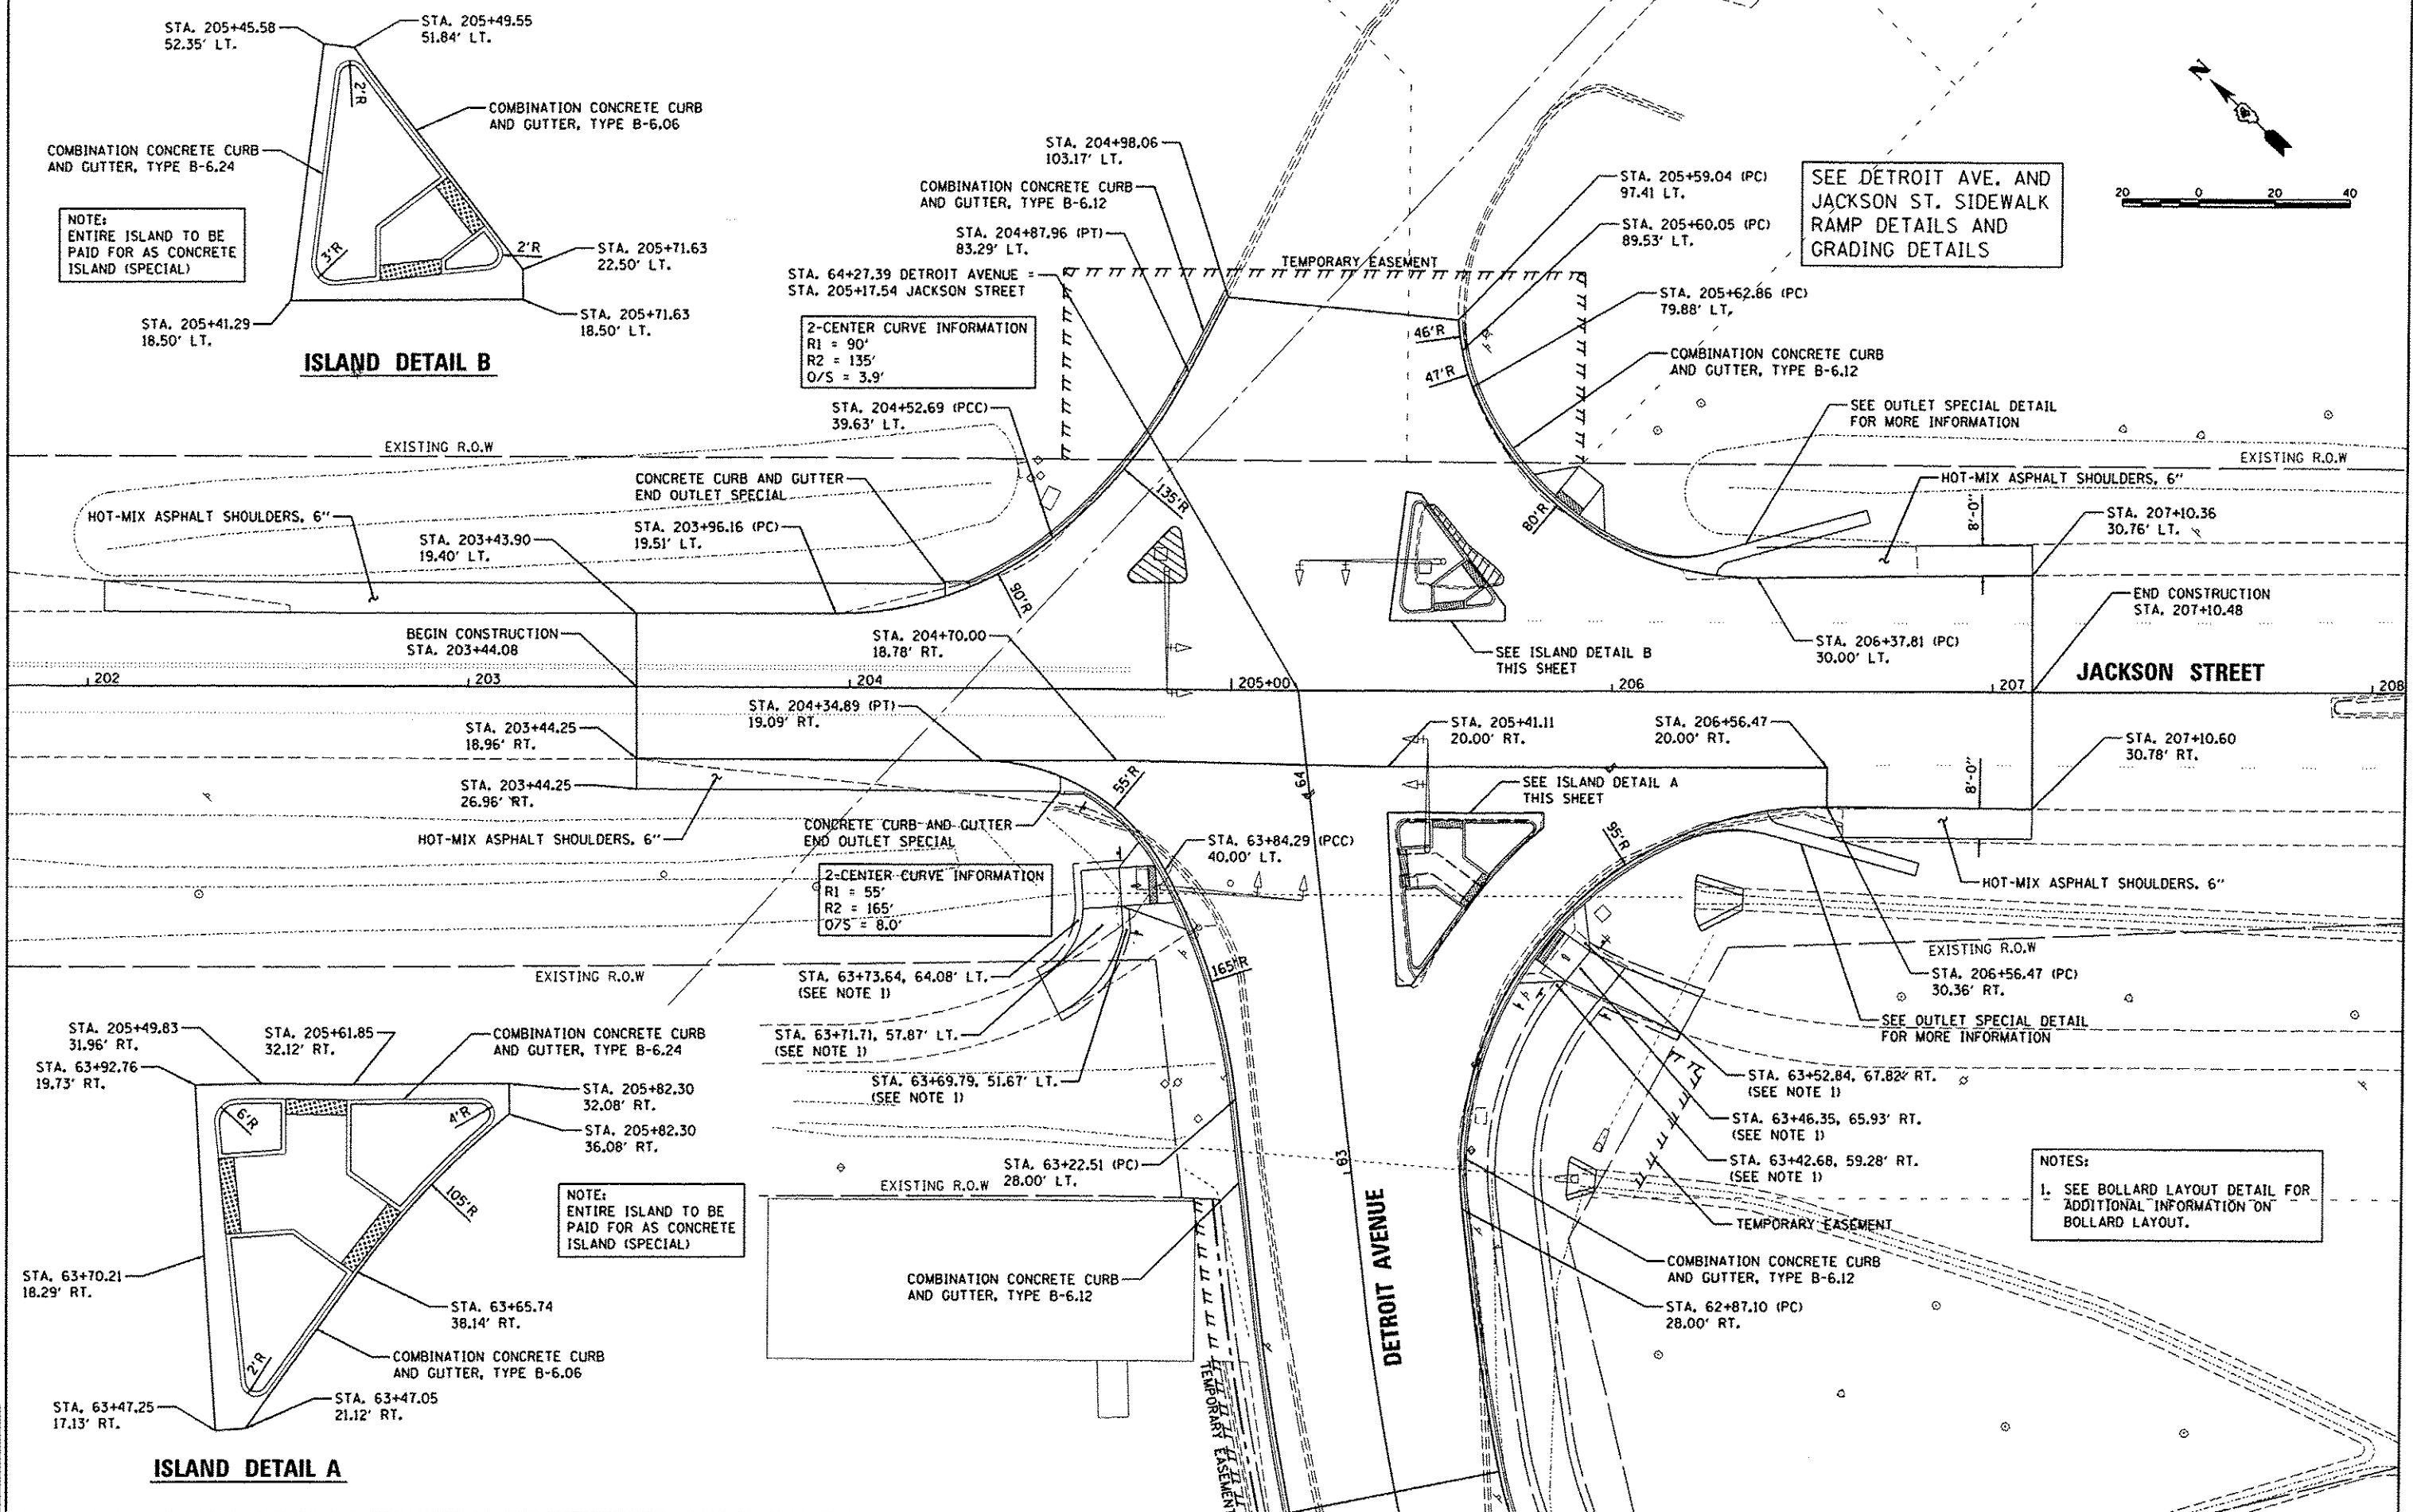 STA. 205+45.58
52.35' LT.
STA. 205+49.55
51.84' LT.
2'R
COMBINATION CONCRETE CURB
AND GUTTER, TYPE B-6.06
COMBINATION CONCRETE CURB
AND GUTTER, TYPE B-6.24
NOTE:
ENTIRE ISLAND TO BE
PAID FOR AS CONCRETE
ISLAND (SPECIAL)
3'R
2'R
STA. 205+71.63
22.50' LT.
STA. 205+41.29
18.50' LT.
STA. 205+71.63
18.50' LT.
ISLAND DETAIL B
STA. 204+98.06
103.17' LT.
COMBINATION CONCRETE CURB
AND GUTTER, TYPE B-6.12
STA. 204+87.96 (PT)
83.29' LT.
STA. 64+27.39 DETROIT AVENUE =
STA. 205+17.54 JACKSON STREET
2-CENTER CURVE INFORMATION
R1 = 90'
R2 = 135'
O/S = 3.9'
STA. 204+52.69 (PCC)
39.63' LT.
TEMPORARY EASEMENT
STA. 205+59.04 (PC)
97.41 LT.
STA. 205+60.05 (PC)
89.53' LT.
SEE DETROIT AVE. AND
JACKSON ST. SIDEWALK
RAMP DETAILS AND
GRADING DETAILS
N
20 0 20 40
STA. 205+62.86 (PC)
79.88' LT.
46'R
47'R
COMBINATION CONCRETE CURB
AND GUTTER, TYPE B-6.12
SEE OUTLET SPECIAL DETAIL
FOR MORE INFORMATION
EXISTING R.O.W
EXISTING R.O.W
HOT-MIX ASPHALT SHOULDERS, 6"
CONCRETE CURB AND GUTTER
END OUTLET SPECIAL
HOT-MIX ASPHALT SHOULDERS, 6"
STA. 203+43.90
19.40' LT.
STA. 203+96.16 (PC)
19.51' LT.
135'R
80'R
90'R
8'-0"
STA. 207+10.36
30.76' LT.
BEGIN CONSTRUCTION
STA. 203+44.08
STA. 204+70.00
18.78' RT.
SEE ISLAND DETAIL B
THIS SHEET
STA. 206+37.81 (PC)
30.00' LT.
END CONSTRUCTION
STA. 207+10.48
JACKSON STREET
202 203 204 205+00 206 207 208
STA. 203+44.25
18.96' RT.
STA. 204+34.89 (PT)
19.09' RT.
STA. 205+41.11
20.00' RT.
STA. 206+56.47
20.00' RT.
STA. 207+10.60
30.78' RT.
STA. 203+44.25
26.96' RT.
55'R
64
SEE ISLAND DETAIL A
THIS SHEET
8'-0"
HOT-MIX ASPHALT SHOULDERS, 6"
CONCRETE CURB AND GUTTER
END OUTLET SPECIAL
STA. 63+84.29 (PCC)
40.00' LT.
95'R
2-CENTER CURVE INFORMATION
R1 = 55'
R2 = 165'
O/S = 8.0'
HOT-MIX ASPHALT SHOULDERS, 6"
EXISTING R.O.W
EXISTING R.O.W
STA. 63+73.64, 64.08' LT.
(SEE NOTE 1)
165'R
STA. 206+56.47 (PC)
30.36' RT.
STA. 63+71.71, 57.87' LT.
(SEE NOTE 1)
SEE OUTLET SPECIAL DETAIL
FOR MORE INFORMATION
STA. 63+69.79, 51.67' LT.
(SEE NOTE 1)
STA. 63+52.84, 67.82' RT.
(SEE NOTE 1)
STA. 63+46.35, 65.93' RT.
(SEE NOTE 1)
STA. 63+42.68, 59.28' RT.
(SEE NOTE 1)
STA. 63+22.51 (PC)
28.00' LT.
63
EXISTING R.O.W
TEMPORARY EASEMENT
NOTES:
1. SEE BOLLARD LAYOUT DETAIL FOR
ADDITIONAL INFORMATION ON
BOLLARD LAYOUT.
COMBINATION CONCRETE CURB
AND GUTTER, TYPE B-6.12
COMBINATION CONCRETE CURB
AND GUTTER, TYPE B-6.12
STA. 62+87.10 (PC)
28.00' RT.
DETROIT AVENUE
TEMPORARY EASEMENT
STA. 205+49.83
31.96' RT.
STA. 205+61.85
32.12' RT.
COMBINATION CONCRETE CURB
AND GUTTER, TYPE B-6.24
STA. 63+92.76
19.73' RT.
STA. 205+82.30
32.08' RT.
6'R
4'R
STA. 205+82.30
36.08' RT.
105'R
NOTE:
ENTIRE ISLAND TO BE
PAID FOR AS CONCRETE
ISLAND (SPECIAL)
STA. 63+70.21
18.29' RT.
STA. 63+65.74
38.14' RT.
COMBINATION CONCRETE CURB
AND GUTTER, TYPE B-6.06
2'R
STA. 63+47.25
17.13' RT.
STA. 63+47.05
21.12' RT.
ISLAND DETAIL A